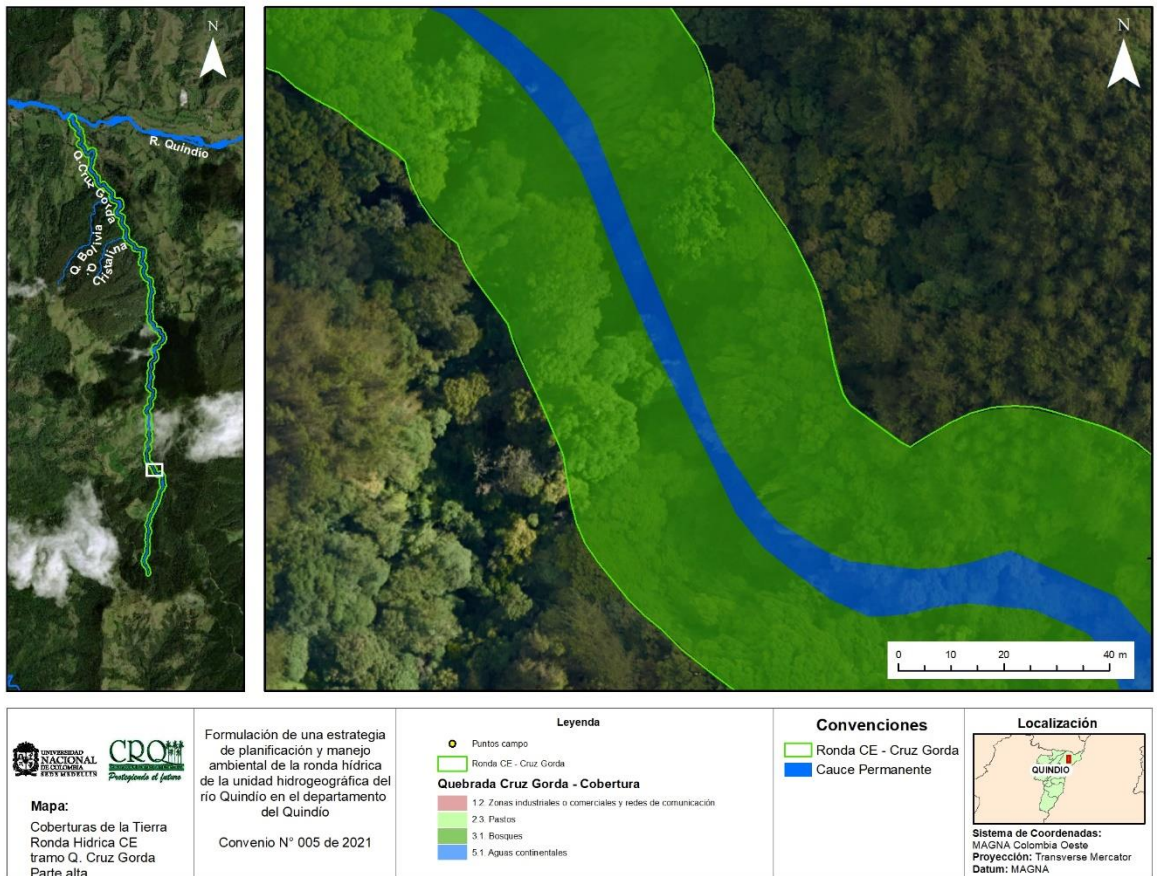 N
R. Quindio
Q. Cruz Gorda
Q. Bolivia
Q.
Cristalina
N
0 10 20 40 m
UNIVERSIDAD
NACIONAL
DE COLOMBIA
SEDE MEDELLÍN
CRQ
Protegiendo el futuro
Mapa:
Coberturas de la Tierra
Ronda Hidrica CE
tramo Q. Cruz Gorda
Parte alta
Formulación de una estrategia
de planificación y manejo
ambiental de la ronda hídrica
de la unidad hidrogeográfica del
río Quindío en el departamento
del Quindío
Convenio N° 005 de 2021
Leyenda
Puntos campo
Ronda CE - Cruz Gorda
Quebrada Cruz Gorda - Cobertura
1.2. Zonas industriales o comerciales y redes de comunicación
2.3. Pastos
3.1. Bosques
5.1. Aguas continentales
Convenciones
Ronda CE - Cruz Gorda
Cauce Permanente
Localización
QUINDIO
Sistema de Coordenadas:
MAGNA Colombia Oeste
Proyección: Transverse Mercator
Datum: MAGNA